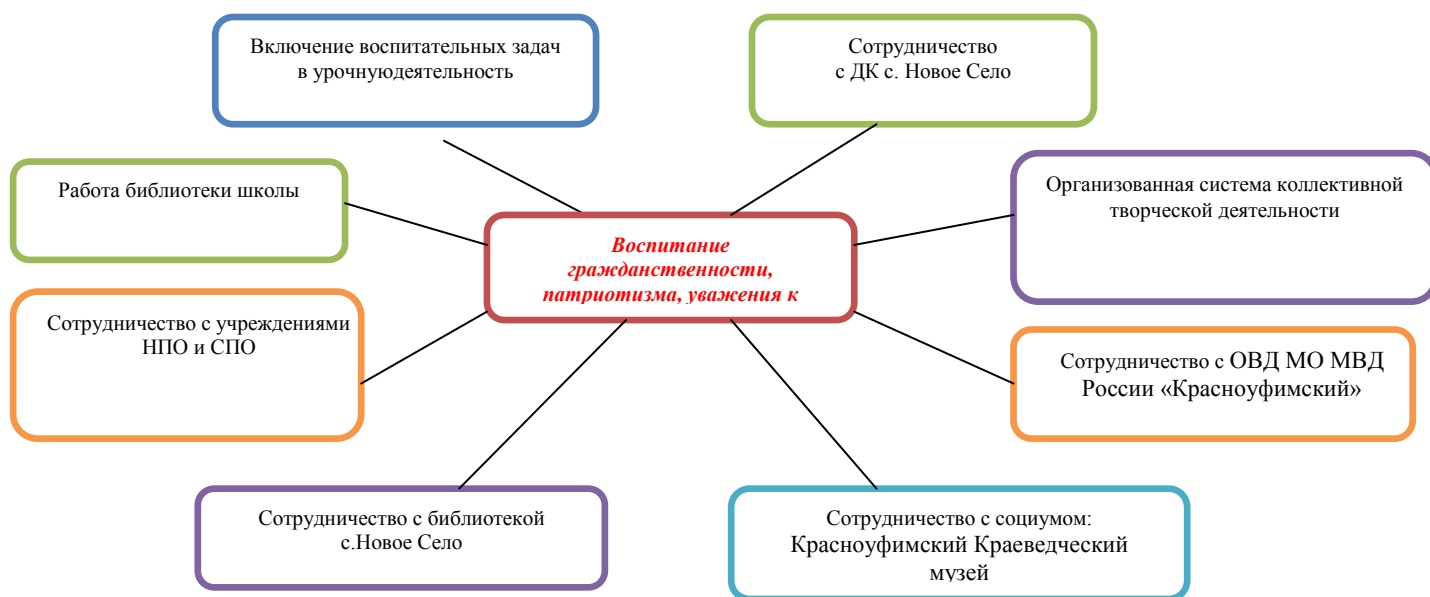 Включение воспитательных задач
в урочнуюдеятельность
Сотрудничество
с ДК с. Новое Село
Работа библиотеки школы
Организованная система коллективной
творческой деятельности
Воспитание
гражданственности,
патриотизма, уважения к
Сотрудничество с учреждениями
НПО и СПО
Сотрудничество с ОВД МО МВД
России «Красноуфимский»
Сотрудничество с библиотекой
с.Новое Село
Сотрудничество с социумом:
Красноуфимский Краеведческий
музей